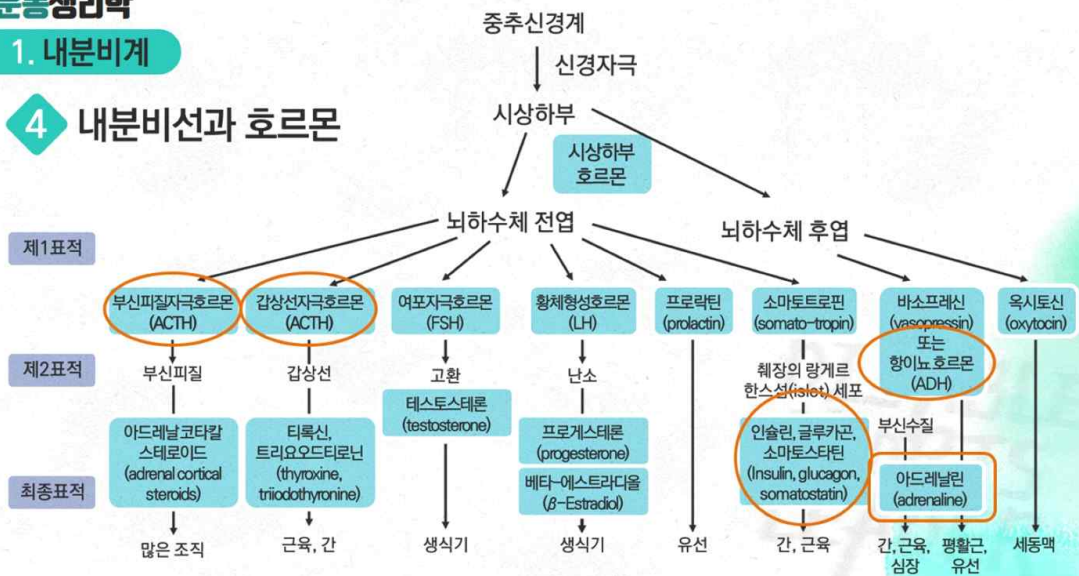 운동생리학
1. 내분비계
4 내분비선과 호르몬
중추신경계
신경자극
시상하부
시상하부
호르몬
뇌하수체 전엽
뇌하수체 후엽
제1표적
부신피질자극호르몬
(ACTH)
갑상선자극호르몬
(ACTH)
여포자극호르몬
(FSH)
황체형성호르몬
(LH)
프로락틴
(prolactin)
소마토트로핀
(somato-tropin)
바소프레신
(vasopressin)
또는
항이뇨호르몬
(ADH)
옥시토신
(oxytocin)
제2표적
부신피질
갑상선
고환
난소
췌장의 랑게르
한스섬(islot) 세포
테스토스테론
(testosterone)
부신수질
최종표적
아드레날코타칼
스테로이드
(adrenal cortical
steroids)
티록신,
트리요오드티로닌
(thyroxine,
triiodothyronine)
프로게스테론
(progesterone)
베타-에스트라디올
(β-Estradiol)
인슐린, 글루카곤,
소마토스타틴
(Insulin, glucagon,
somatostatin)
아드레날린
(adrenaline)
많은 조직
근육, 간
생식기
생식기
유선
간, 근육
간, 근육,
심장
평활근,
유선
세동맥